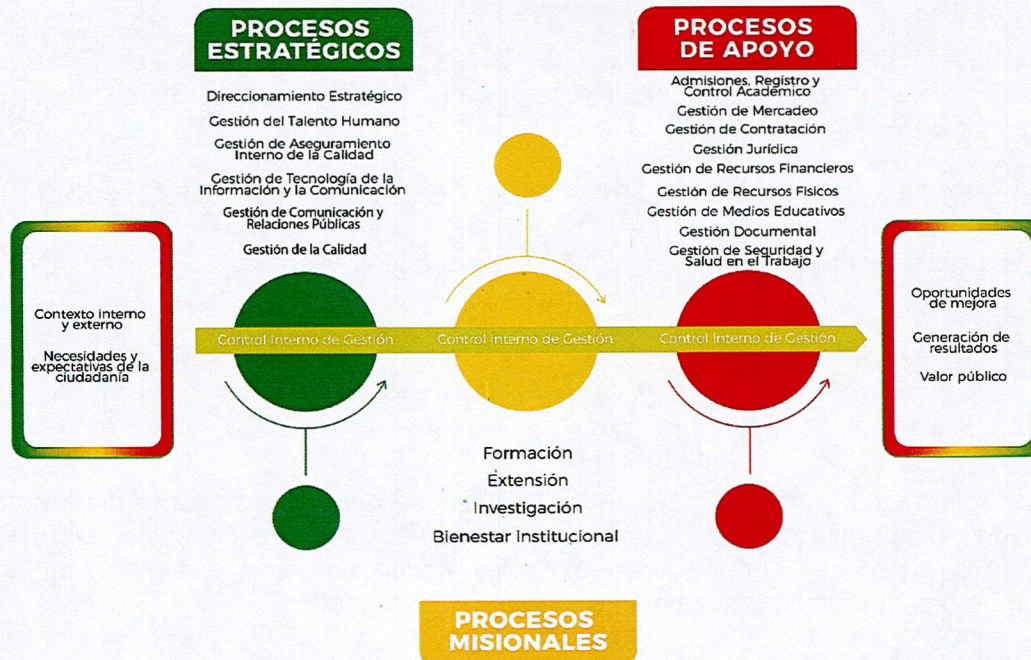 PROCESOS
ESTRATÉGICOS
Direccionamiento Estratégico
Gestión del Talento Humano
Gestión de Aseguramiento
Interno de la Calidad
Gestión de Tecnología de la
Información y la Comunicación
Gestión de Comunicación y
Relaciones Públicas
Gestión de la Calidad
PROCESOS
DE APOYO
Admisiones, Registro y
Control Académico
Gestión de Mercadeo
Gestión de Contratación
Gestión Jurídica
Gestión de Recursos Financieros
Gestión de Recursos Físicos
Gestión de Medios Educativos
Gestión Documental
Gestión de Seguridad y
Salud en el Trabajo
Contexto interno
y externo
Necesidades y
expectativas de la
ciudadanía
Control Interno de Gestión
Control Interno de Gestión
Control Interno de Gestión
Oportunidades
de mejora
Generación de
resultados
Valor público
Formación
Extensión
Investigación
Bienestar Institucional
PROCESOS
MISIONALES